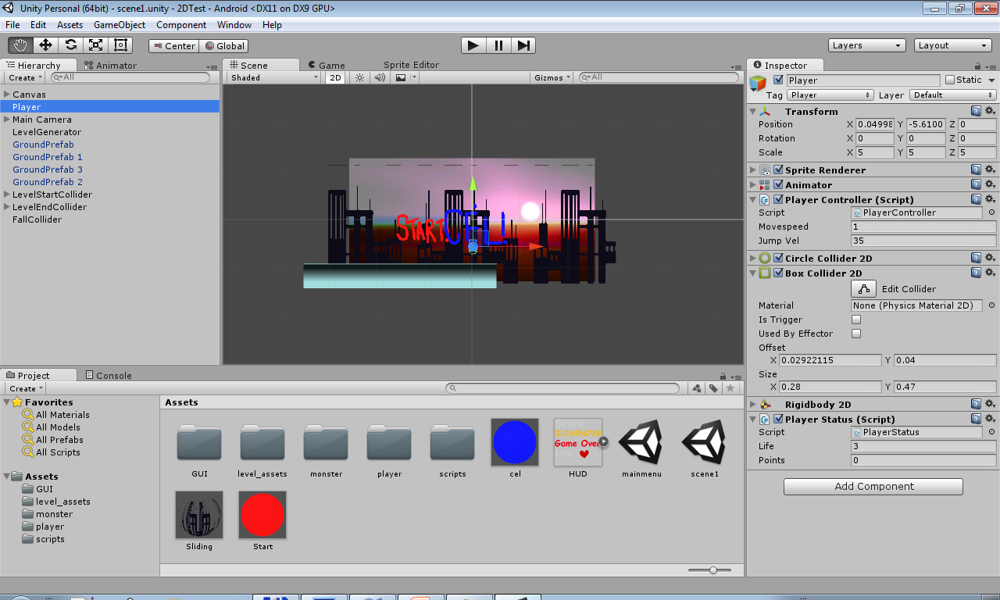 Unity Personal (64bit) - scene1.unity - 2DTest - Android <DX11 on DX9 GPU>
File Edit Assets GameObject Component Window Help
Center Global Layers Layout
Hierarchy Animator
Create All
Canvas
Player
Main Camera
LevelGenerator
GroundPrefab
GroundPrefab 1
GroundPrefab 3
GroundPrefab 2
LevelStartCollider
LevelEndCollider
FallCollider
Scene Game Sprite Editor
Shaded 2D Gizmos All
START CEL!
Inspector
Player Static
Tag Player Layer Default
Transform
Position X 0.04998 Y -5.6100 Z 0
Rotation X 0 Y 0 Z 0
Scale X 5 Y 5 Z 5
Sprite Renderer
Animator
Player Controller (Script)
Script PlayerController
Movespeed 1
Jump Vel 35
Circle Collider 2D
Box Collider 2D
Edit Collider
Material None (Physics Material 2D)
Is Trigger
Used By Effector
Offset
X 0.02922115 Y 0.04
Size
X 0.28 Y 0.47
Rigidbody 2D
Player Status (Script)
Script PlayerStatus
Life 3
Points 0
Add Component
Project Console
Create
Favorites
All Materials
All Models
All Prefabs
All Scripts
Assets
GUI
level_assets
monster
player
scripts
Assets
Score
0123456789
Game Over
Life
GUI level_assets monster player scripts cel HUD mainmenu scene1
Sliding Start